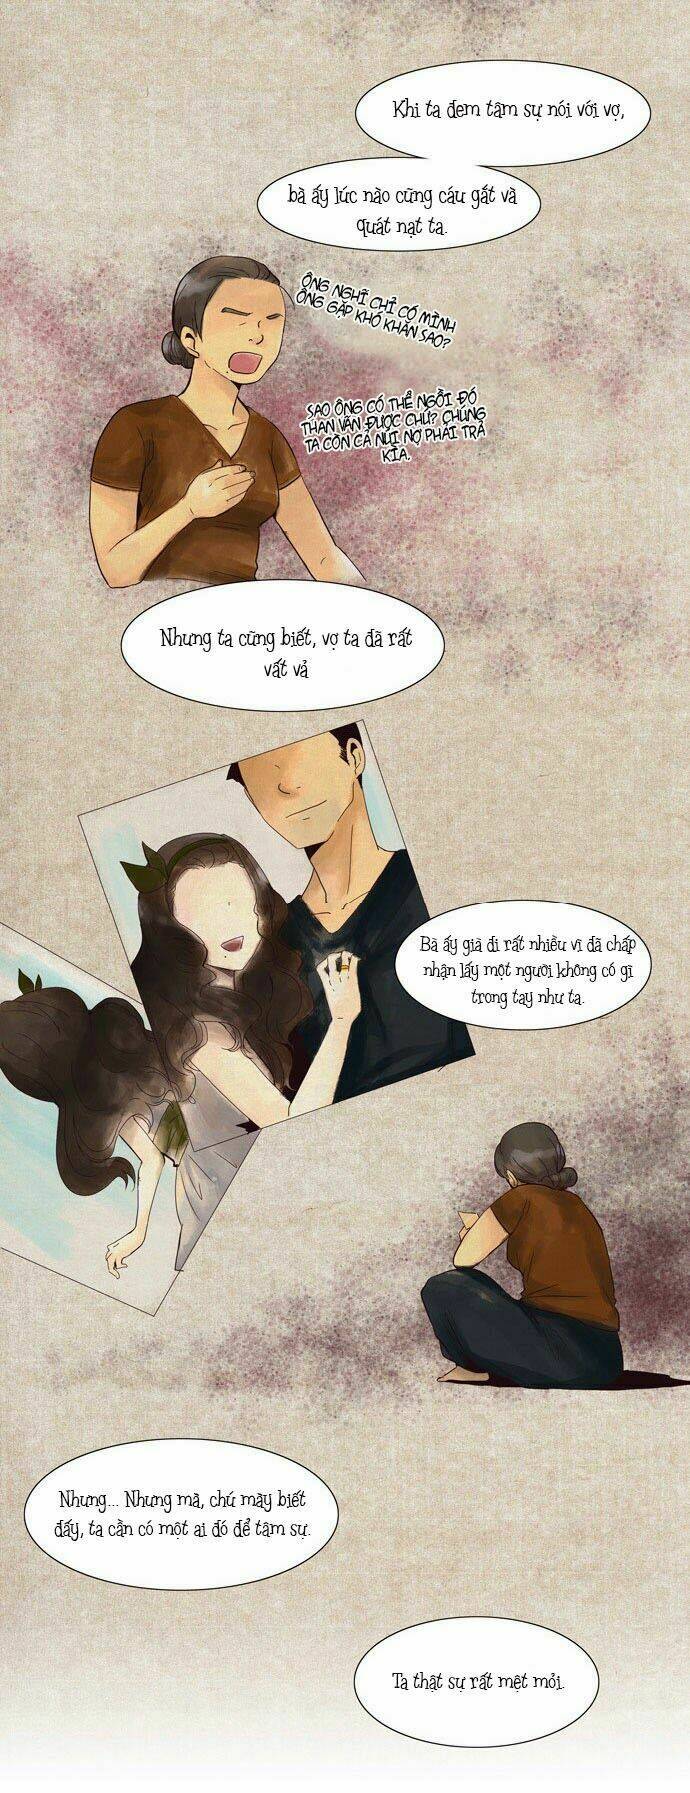 Khi ta đem tâm sự nói với vợ,
bà ấy lúc nào cũng cáu gắt và
quát nạt ta.
ÔNG NGHĨ CHỈ CÓ MÌNH
ÔNG GẶP KHÓ KHĂN SAO?
SAO ÔNG CÓ THỂ NGỒI ĐÓ
THAN VÃN ĐƯỢC CHỨ? CHÚNG
TA CÒN CẢ NÚI NỢ PHẢI TRẢ
KÌA.
Nhưng ta cũng biết, vợ ta đã rất
vất vả
Bà ấy già đi rất nhiều vì đã chấp
nhận lấy một người không có gì
trong tay như ta.
Nhưng... Nhưng mà, chú mày biết
đấy, ta cần có một ai đó để tâm sự.
Ta thật sự rất mệt mỏi.